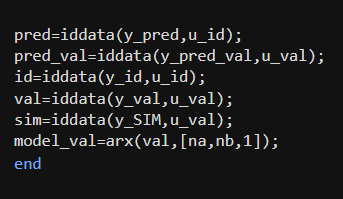 pred=iddata(y_pred,u_id);
pred_val=iddata(y_pred_val,u_val);
id=iddata(y_id,u_id);
val=iddata(y_val,u_val);
sim=iddata(y_SIM,u_val);
model_val=arx(val,[na,nb,1]);
end